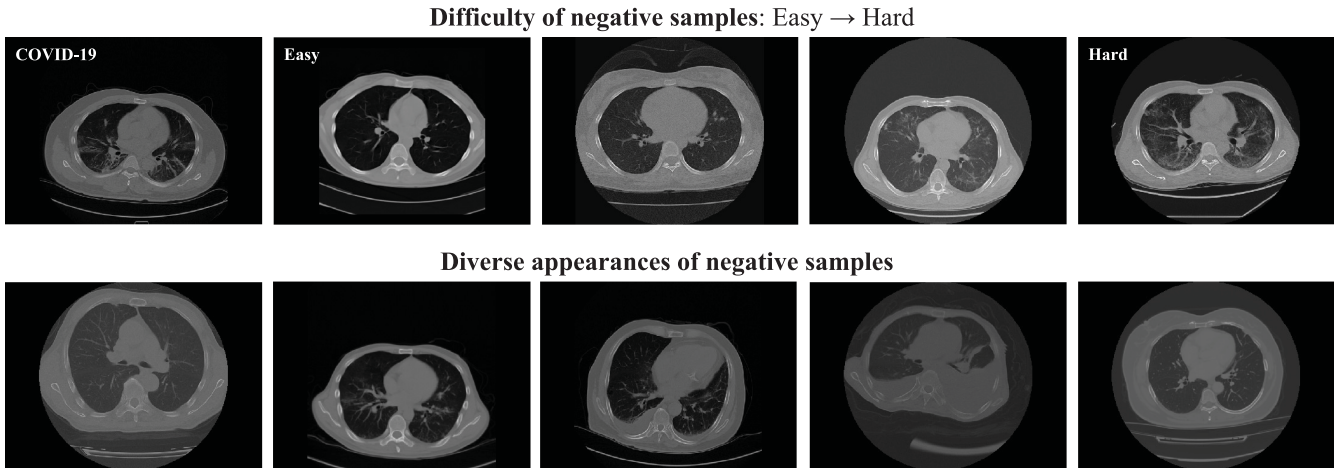 Difficulty of negative samples: Easy → Hard
COVID-19
Easy
Hard
Diverse appearances of negative samples